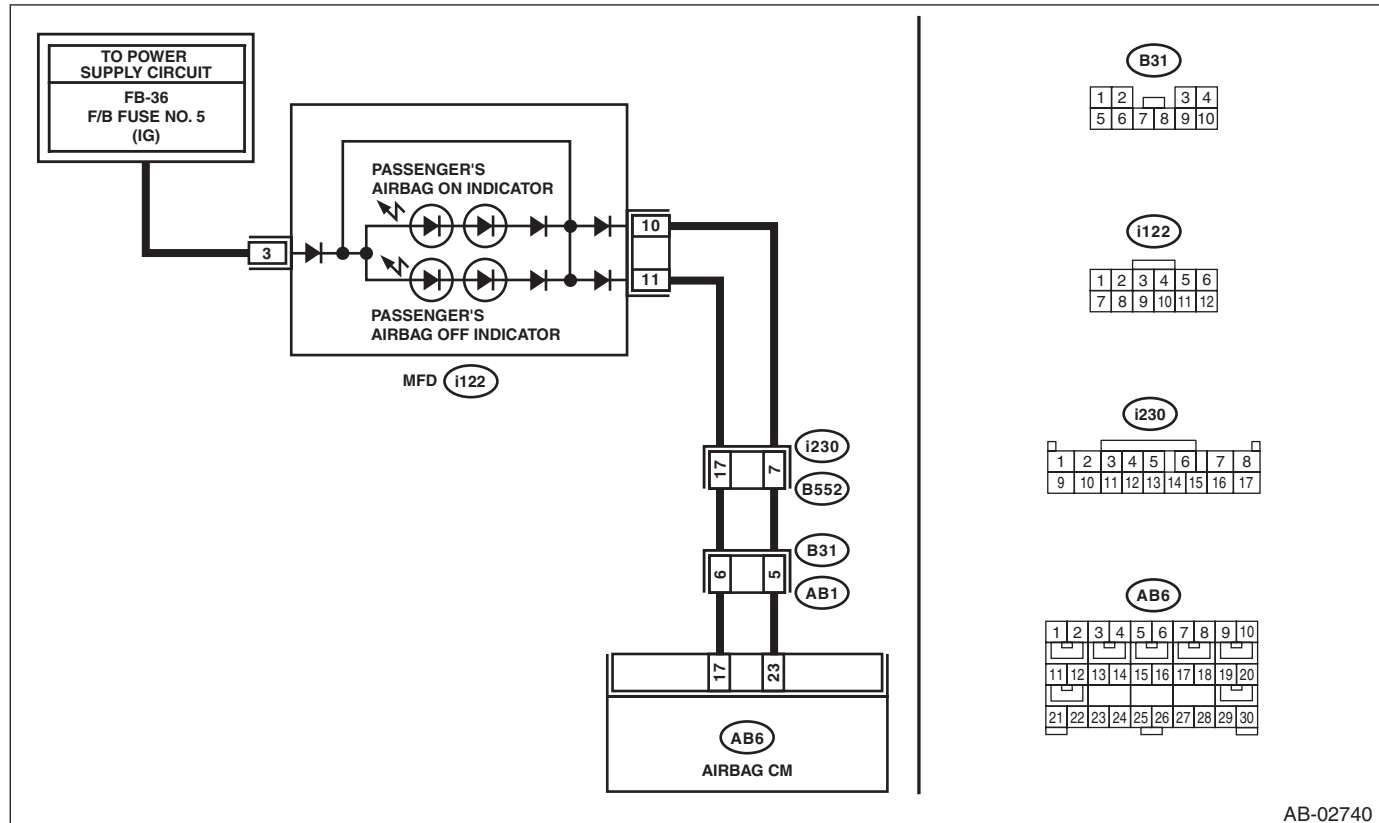 TO POWER
SUPPLY CIRCUIT
FB-36
F/B FUSE NO. 5
(IG)
PASSENGER'S
AIRBAG ON INDICATOR
3
10
11
PASSENGER'S
AIRBAG OFF INDICATOR
MFD i122
17 7
i230
B552
6 5
B31
AB1
17 23
AB6
AIRBAG CM
B31
1 2 3 4
5 6 7 8 9 10
i122
1 2 3 4 5 6
7 8 9 10 11 12
i230
1 2 3 4 5 6 7 8
9 10 11 12 13 14 15 16 17
AB6
1 2 3 4 5 6 7 8 9 10
11 12 13 14 15 16 17 18 19 20
21 22 23 24 25 26 27 28 29 30
AB-02740